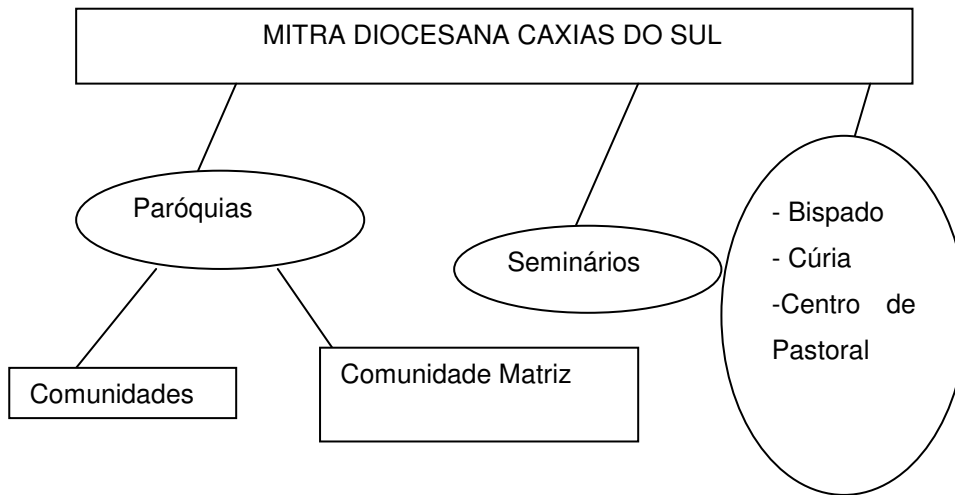 MITRA DIOCESANA CAXIAS DO SUL
Paróquias
Seminários
- Bispado
- Cúria
-Centro de
Pastoral
Comunidades
Comunidade Matriz